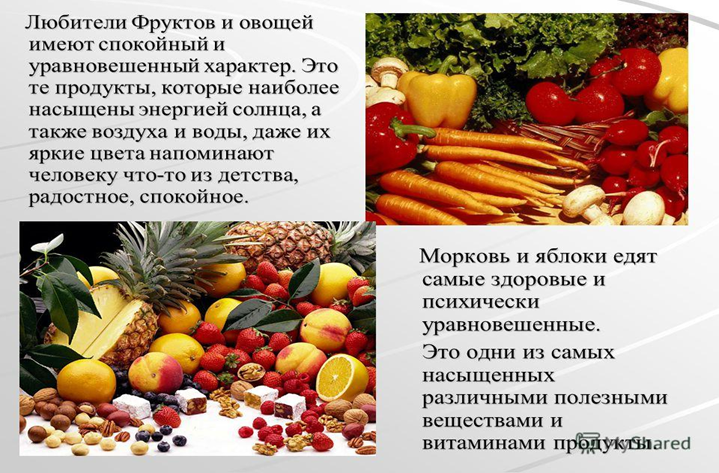 Любители Фруктов и овощей
имеют спокойный и
уравновешенный характер. Это
те продукты, которые наиболее
насыщены энергией солнца, а
также воздуха и воды, даже их
яркие цвета напоминают
человеку что-то из детства,
радостное, спокойное.
Морковь и яблоки едят
самые здоровые и
психически
уравновешенные.
Это одни из самых
насыщенных
различными полезными
веществами и
витаминами продукты.
MyShared